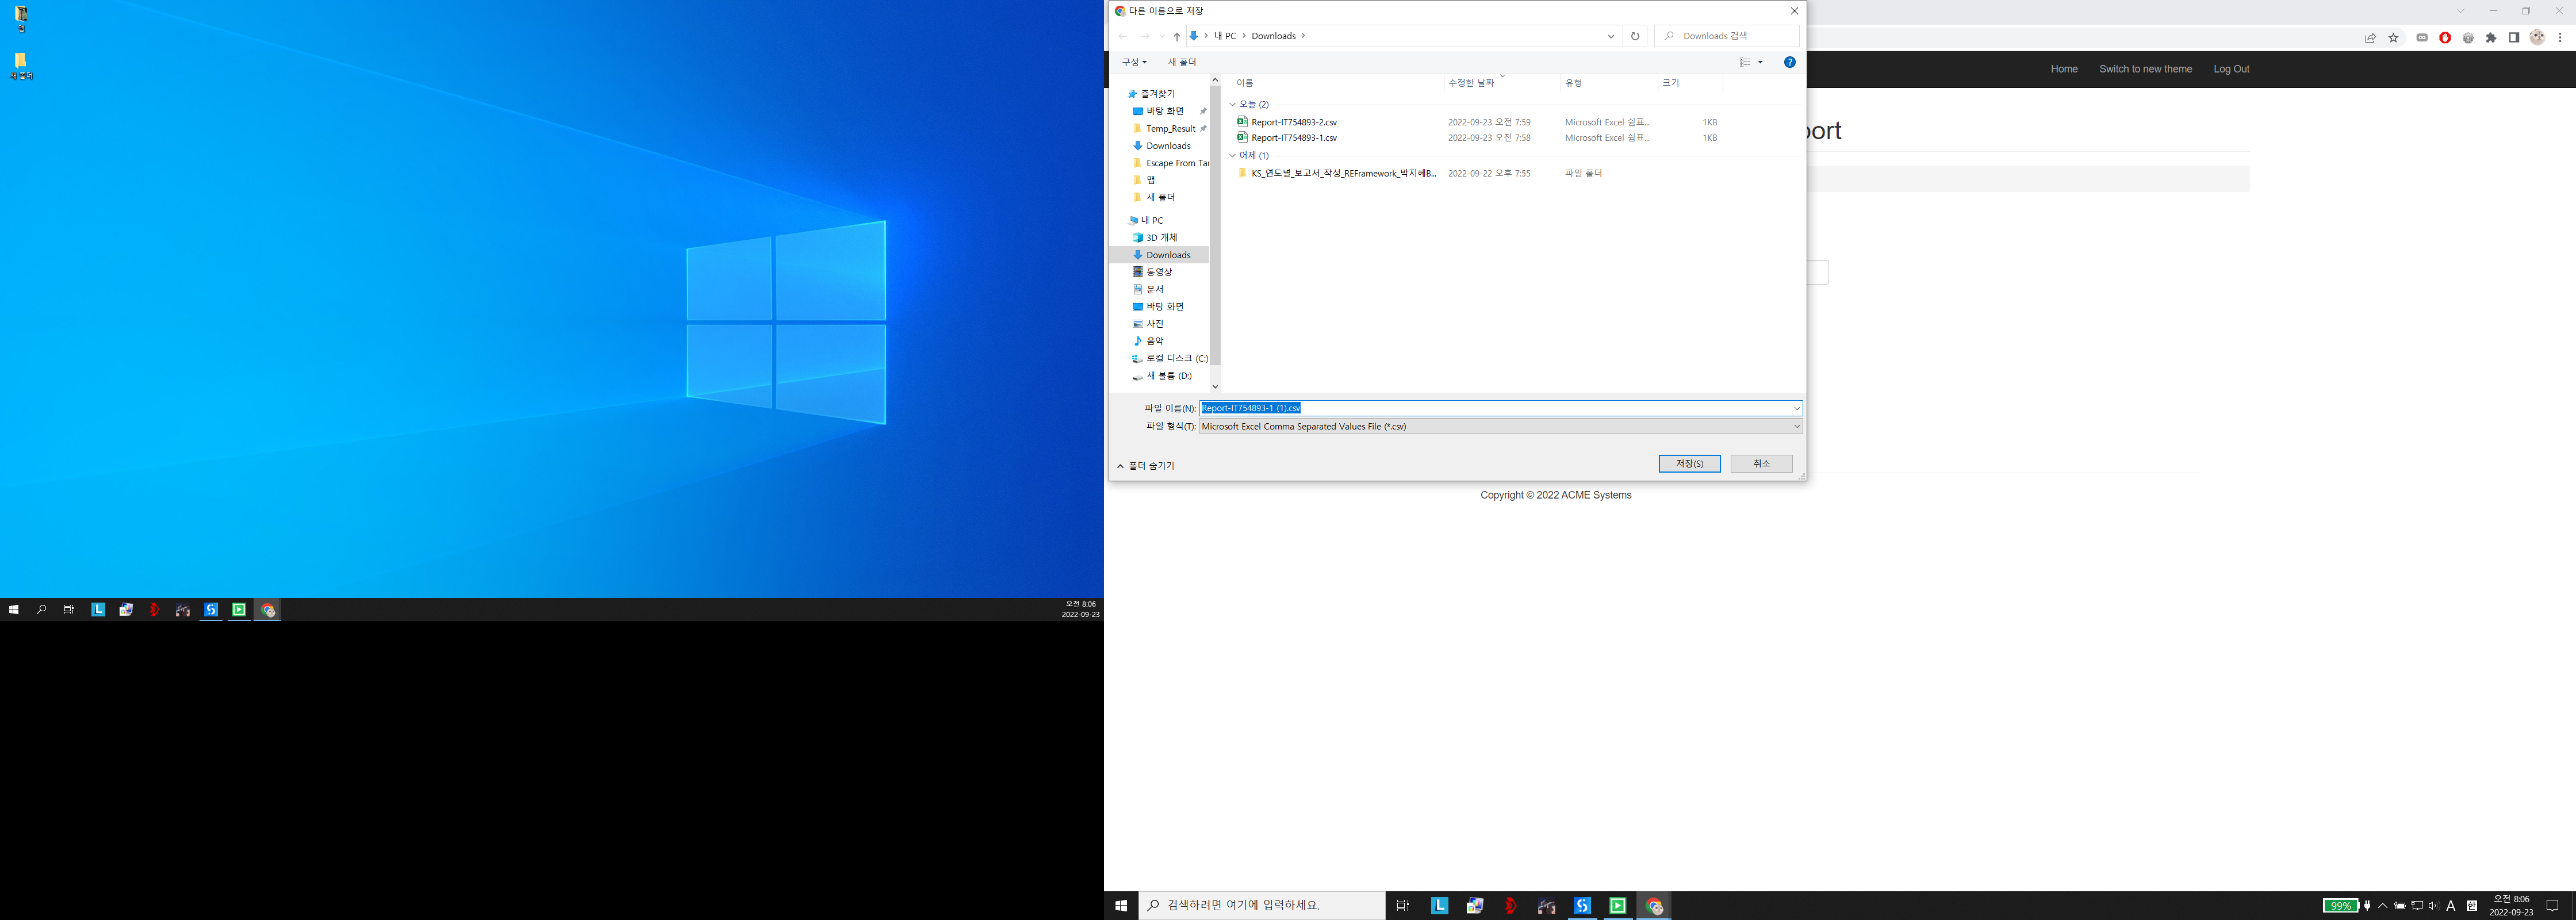 맵
새 폴더
오전 8:06
2022-09-23
다른 이름으로 저장
내 PC
Downloads
Downloads 검색
구성
새 폴더
즐겨찾기
바탕 화면
Temp_Result
Downloads
Escape From Tar
맵
새 폴더
내 PC
3D 개체
Downloads
동영상
문서
바탕 화면
사진
음악
로컬 디스크 (C:)
새 볼륨 (D:)
이름 수정한 날짜 유형 크기
오늘 (2)
Report-IT754893-2.csv 2022-09-23 오전 7:59 Microsoft Excel 쉼표... 1KB
Report-IT754893-1.csv 2022-09-23 오전 7:58 Microsoft Excel 쉼표... 1KB
어제 (1)
KS_연도별_보고서_작성_REFramework_박지혜B... 2022-09-22 오후 7:55 파일 폴더
파일 이름(N): Report-IT754893-1 (1).csv
파일 형식(T): Microsoft Excel Comma Separated Values File (*.csv)
폴더 숨기기
저장(S)
취소
Home
Switch to new theme
Log Out
port
Copyright © 2022 ACME Systems
검색하려면 여기에 입력하세요.
99%
A
한
오전 8:06
2022-09-23